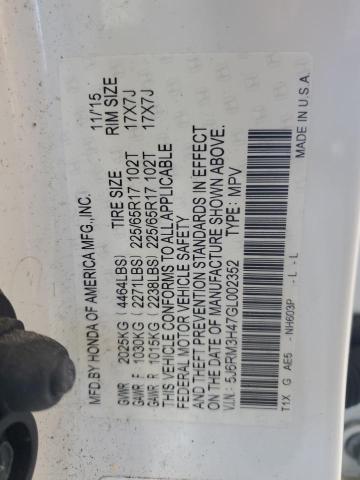 MFD.BY HONDA OF AMERICA MFG.,INC. 11/'15
TIRE SIZE RIM SIZE
GVWR 2025KG (4464LBS)
GAWR F 1030KG (2271LBS) 225/65R17 102T 17X7J
GAWR R 1015KG (2238LBS) 225/65R17 102T 17X7J
THIS VEHICLE CONFORMS TO ALL APPLICABLE
FEDERAL MOTOR VEHICLE SAFETY
AND THEFT PREVENTION STANDARDS IN EFFECT
ON THE DATE OF MANUFACTURE SHOWN ABOVE.
V.I.N.: 5J6RM3H47GL002352 TYPE: MPV
T1X G AE5 - NH603P - L - L MADE IN U.S.A.